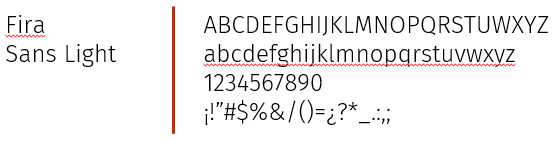 Fira
Sans Light
ABCDEFGHIJKLMNOPQRSTUWXYZ
abcdefghijklmnopqrstuvwxyz
1234567890
¡!”#$%&/()=¿?*_.:,;